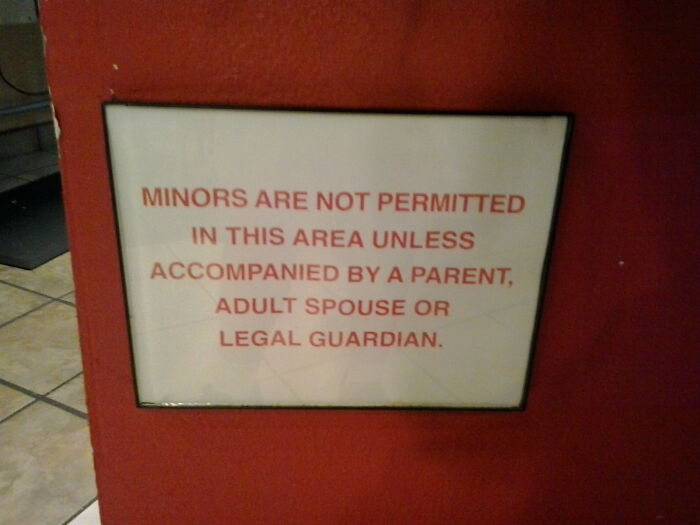 MINORS ARE NOT PERMITTED
IN THIS AREA UNLESS
ACCOMPANIED BY A PARENT,
ADULT SPOUSE OR
LEGAL GUARDIAN.